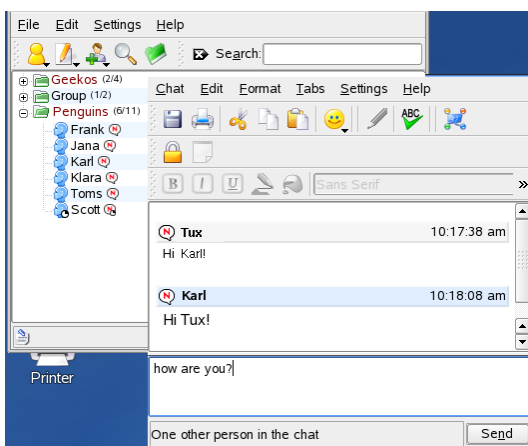 File Edit Settings Help
Search:
Geekos (2/4)
Group (1/2)
Penguins (6/11)
Frank N
Jana N
Karl N
Klara N
Toms N
Scott N
Chat Edit Format Tabs Settings Help
ABC
B I U Sans Serif »
N Tux 10:17:38 am
Hi Karl!
N Karl 10:18:08 am
Hi Tux!
Printer
how are you?
One other person in the chat Send